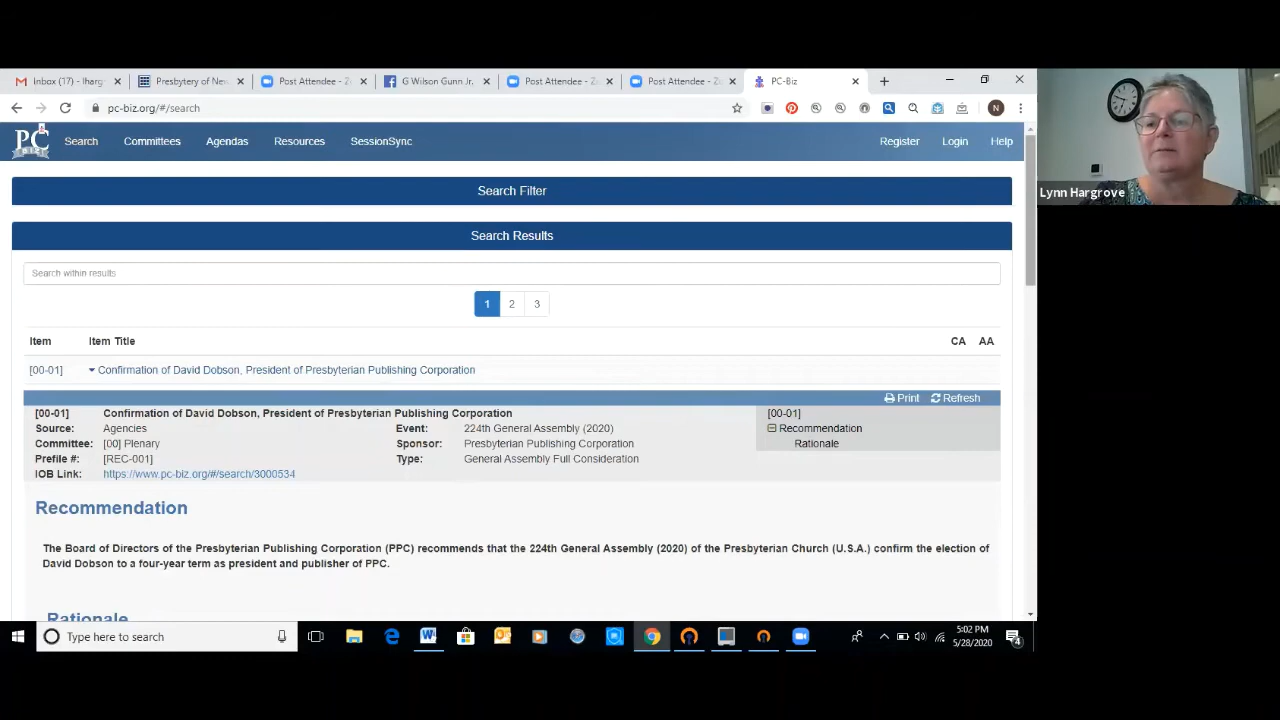 Inbox (17) - lharg
Presbytery of New
Post Attendee - Z
G Wilson Gunn Jr.
Post Attendee - Z
Post Attendee - Z
PC-Biz
pc-biz.org/#/search
N
PC
Search
Committees
Agendas
Resources
SessionSync
Register
Login
Help
Lynn Hargrove
Search Filter
Search Results
Search within results
1
2
3
Item
Item Title
CA
AA
[00-01]
Confirmation of David Dobson, President of Presbyterian Publishing Corporation
Print
Refresh
[00-01]
Confirmation of David Dobson, President of Presbyterian Publishing Corporation
Source:
Agencies
Event:
224th General Assembly (2020)
Committee:
[00] Plenary
Sponsor:
Presbyterian Publishing Corporation
Prefile #:
[REC-001]
Type:
General Assembly Full Consideration
IOB Link:
https://www.pc-biz.org/#/search/3000534
[00-01]
Recommendation
Rationale
Recommendation
The Board of Directors of the Presbyterian Publishing Corporation (PPC) recommends that the 224th General Assembly (2020) of the Presbyterian Church (U.S.A.) confirm the election of
David Dobson to a four-year term as president and publisher of PPC.
Rationale
Type here to search
5:02 PM
5/28/2020
4